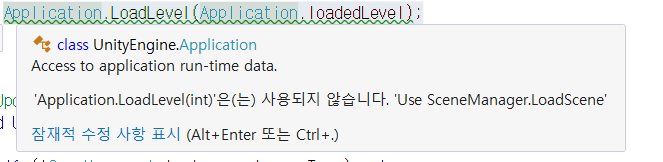 Application.LoadLevel(Application.loadedLevel);
class UnityEngine.Application
Access to application run-time data.
'Application.LoadLevel(int)'은(는) 사용되지 않습니다. 'Use SceneManager.LoadScene'
잠재적 수정 사항 표시 (Alt+Enter 또는 Ctrl+.)